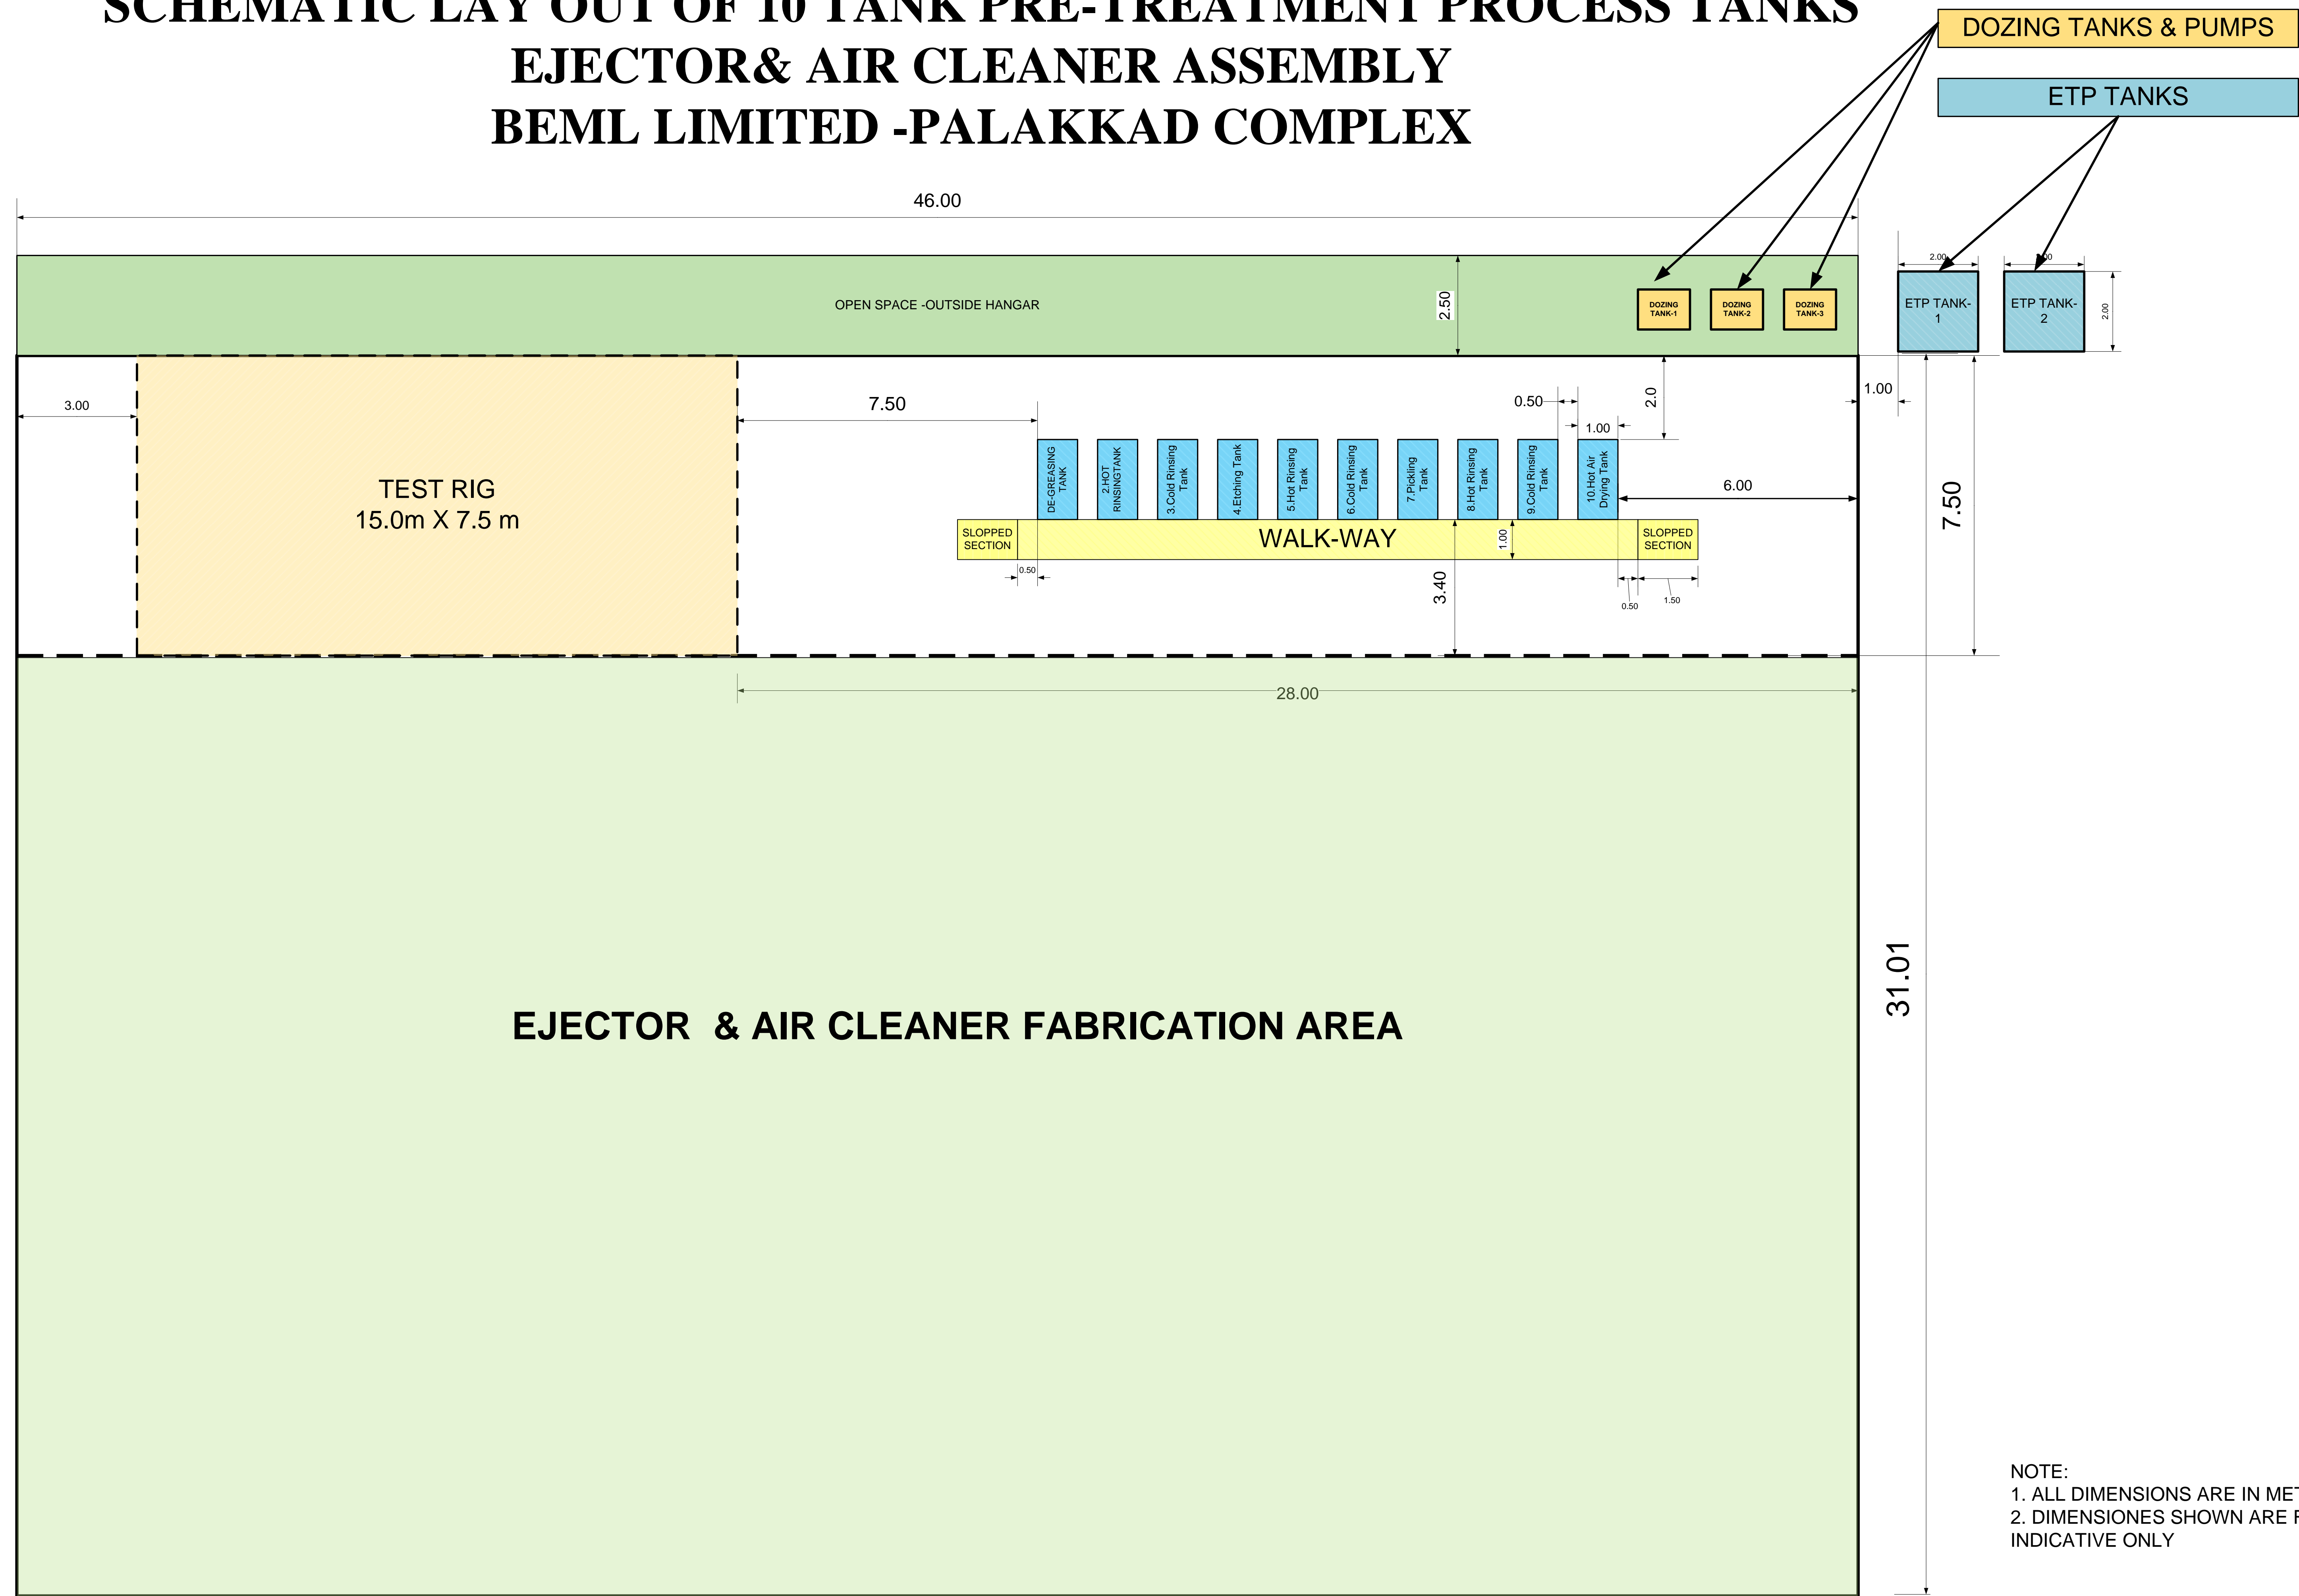 SCHEMATIC LAY OUT OF 10 TANK PRE-TREATMENT PROCESS TANKS
EJECTOR& AIR CLEANER ASSEMBLY
BEML LIMITED -PALAKKAD COMPLEX
DOZING TANKS & PUMPS
ETP TANKS
46.00
OPEN SPACE -OUTSIDE HANGAR
2.50
DOZING
TANK-1
DOZING
TANK-2
DOZING
TANK-3
2.00
ETP TANK-
1
ETP TANK-
2
2.00
3.00
7.50
0.50
1.00
2.0
1.00
TEST RIG
15.0m X 7.5 m
DE-GREASING
TANK
2.HOT
RINSINGTANK
3.Cold Rinsing
Tank
4.Etching Tank
5.Hot Rinsing
Tank
6.Cold Rinsing
Tank
7.Pickling
Tank
8.Hot Rinsing
Tank
9.Cold Rinsing
Tank
10.Hot Air
Drying Tank
6.00
7.50
SLOPPED
SECTION
WALK-WAY
1.00
SLOPPED
SECTION
0.50
3.40
0.50
1.50
28.00
31.01
EJECTOR & AIR CLEANER FABRICATION AREA
NOTE:
1. ALL DIMENSIONS ARE IN
2. DIMENSIONES SHOWN ARE
INDICATIVE ONLY